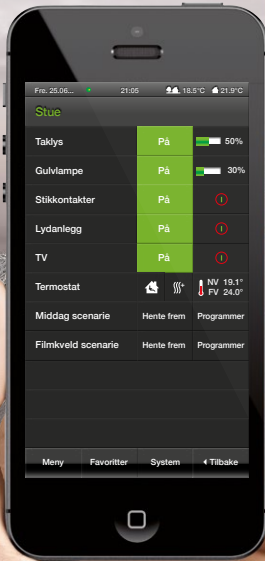 Fre. 25.06... 21:05 18.5°C 21.9°C
Stue
Taklys På 50%
Gulvlampe På 30%
Stikkontakter På
Lydanlegg På
TV På
Termostat NV 19.1°
FV 24.0°
Middag scenarie Hente frem Programmer
Filmkveld scenarie Hente frem Programmer
Meny Favoritter System Tilbake